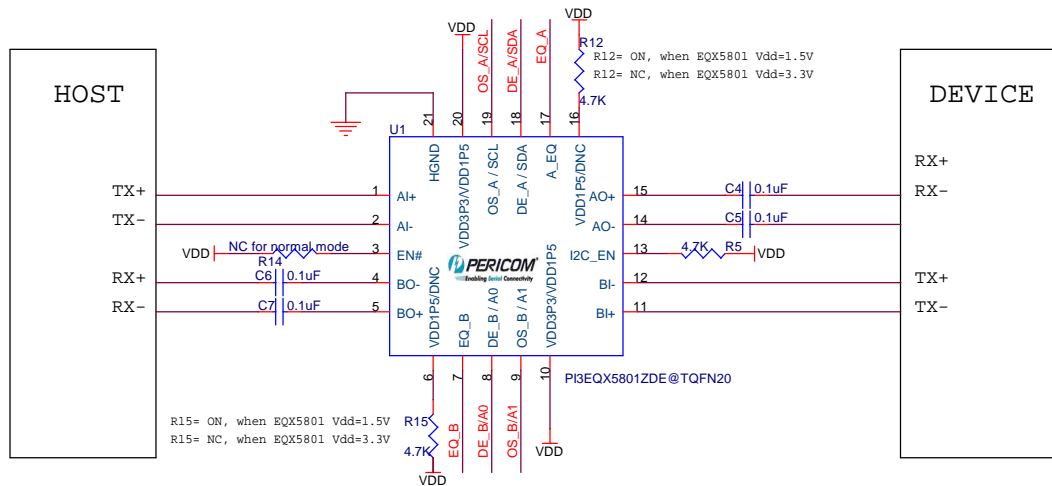 VDD
VDD
OS_A/SCL
DE_A/SDA
EQ_A
R12
R12= ON, when EQX5801 Vdd=1.5V
R12= NC, when EQX5801 Vdd=3.3V
4.7K
HOST
DEVICE
21
20
19
18
17
16
U1
HGND
VDD3P3/VDD1P5
OS_A / SCL
DE_A / SDA
A_EQ
VDD1P5/DNC
RX+
TX+
1
AI+
AO+
15
C4
0.1uF
RX-
TX-
2
AI-
AO-
14
C5
0.1uF
VDD
NC for normal mode
R14
3
EN#
I2C_EN
13
4.7K
R5
VDD
PERICOM
Enabling Serial Connectivity
RX+
C6
0.1uF
4
BO-
BI-
12
TX+
RX-
C7
0.1uF
5
BO+
BI+
11
TX-
VDD1P5/DNC
EQ_B
DE_B / A0
OS_B / A1
VDD3P3/VDD1P5
6
7
8
9
10
PI3EQX5801ZDE@TQFN20
R15= ON, when EQX5801 Vdd=1.5V
R15= NC, when EQX5801 Vdd=3.3V
R15
4.7K
EQ_B
DE_B/A0
OS_B/A1
VDD
VDD